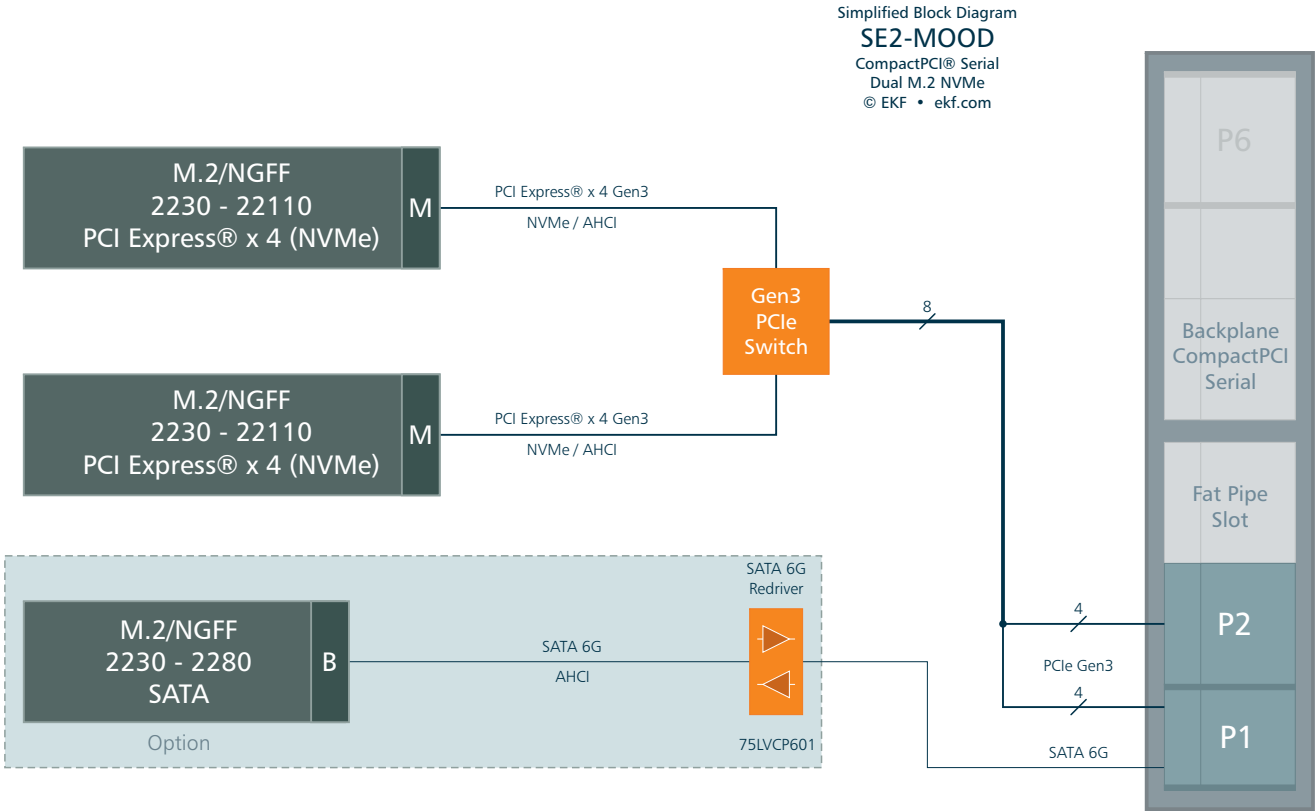 Simplified Block Diagram
SE2-MOOD
CompactPCI® Serial
Dual M.2 NVMe
© EKF • ekf.com
P6
M.2/NGFF
2230 - 22110
PCI Express® x 4 (NVMe)
M
PCI Express® x 4 Gen3
NVMe / AHCI
Gen3
PCIe
Switch
8
Backplane
CompactPCI
Serial
M.2/NGFF
2230 - 22110
PCI Express® x 4 (NVMe)
M
PCI Express® x 4 Gen3
NVMe / AHCI
Fat Pipe
Slot
SATA 6G
Redriver
M.2/NGFF
2230 - 2280
SATA
B
SATA 6G
AHCI
4
P2
PCIe Gen3
4
P1
Option
75LVCP601
SATA 6G